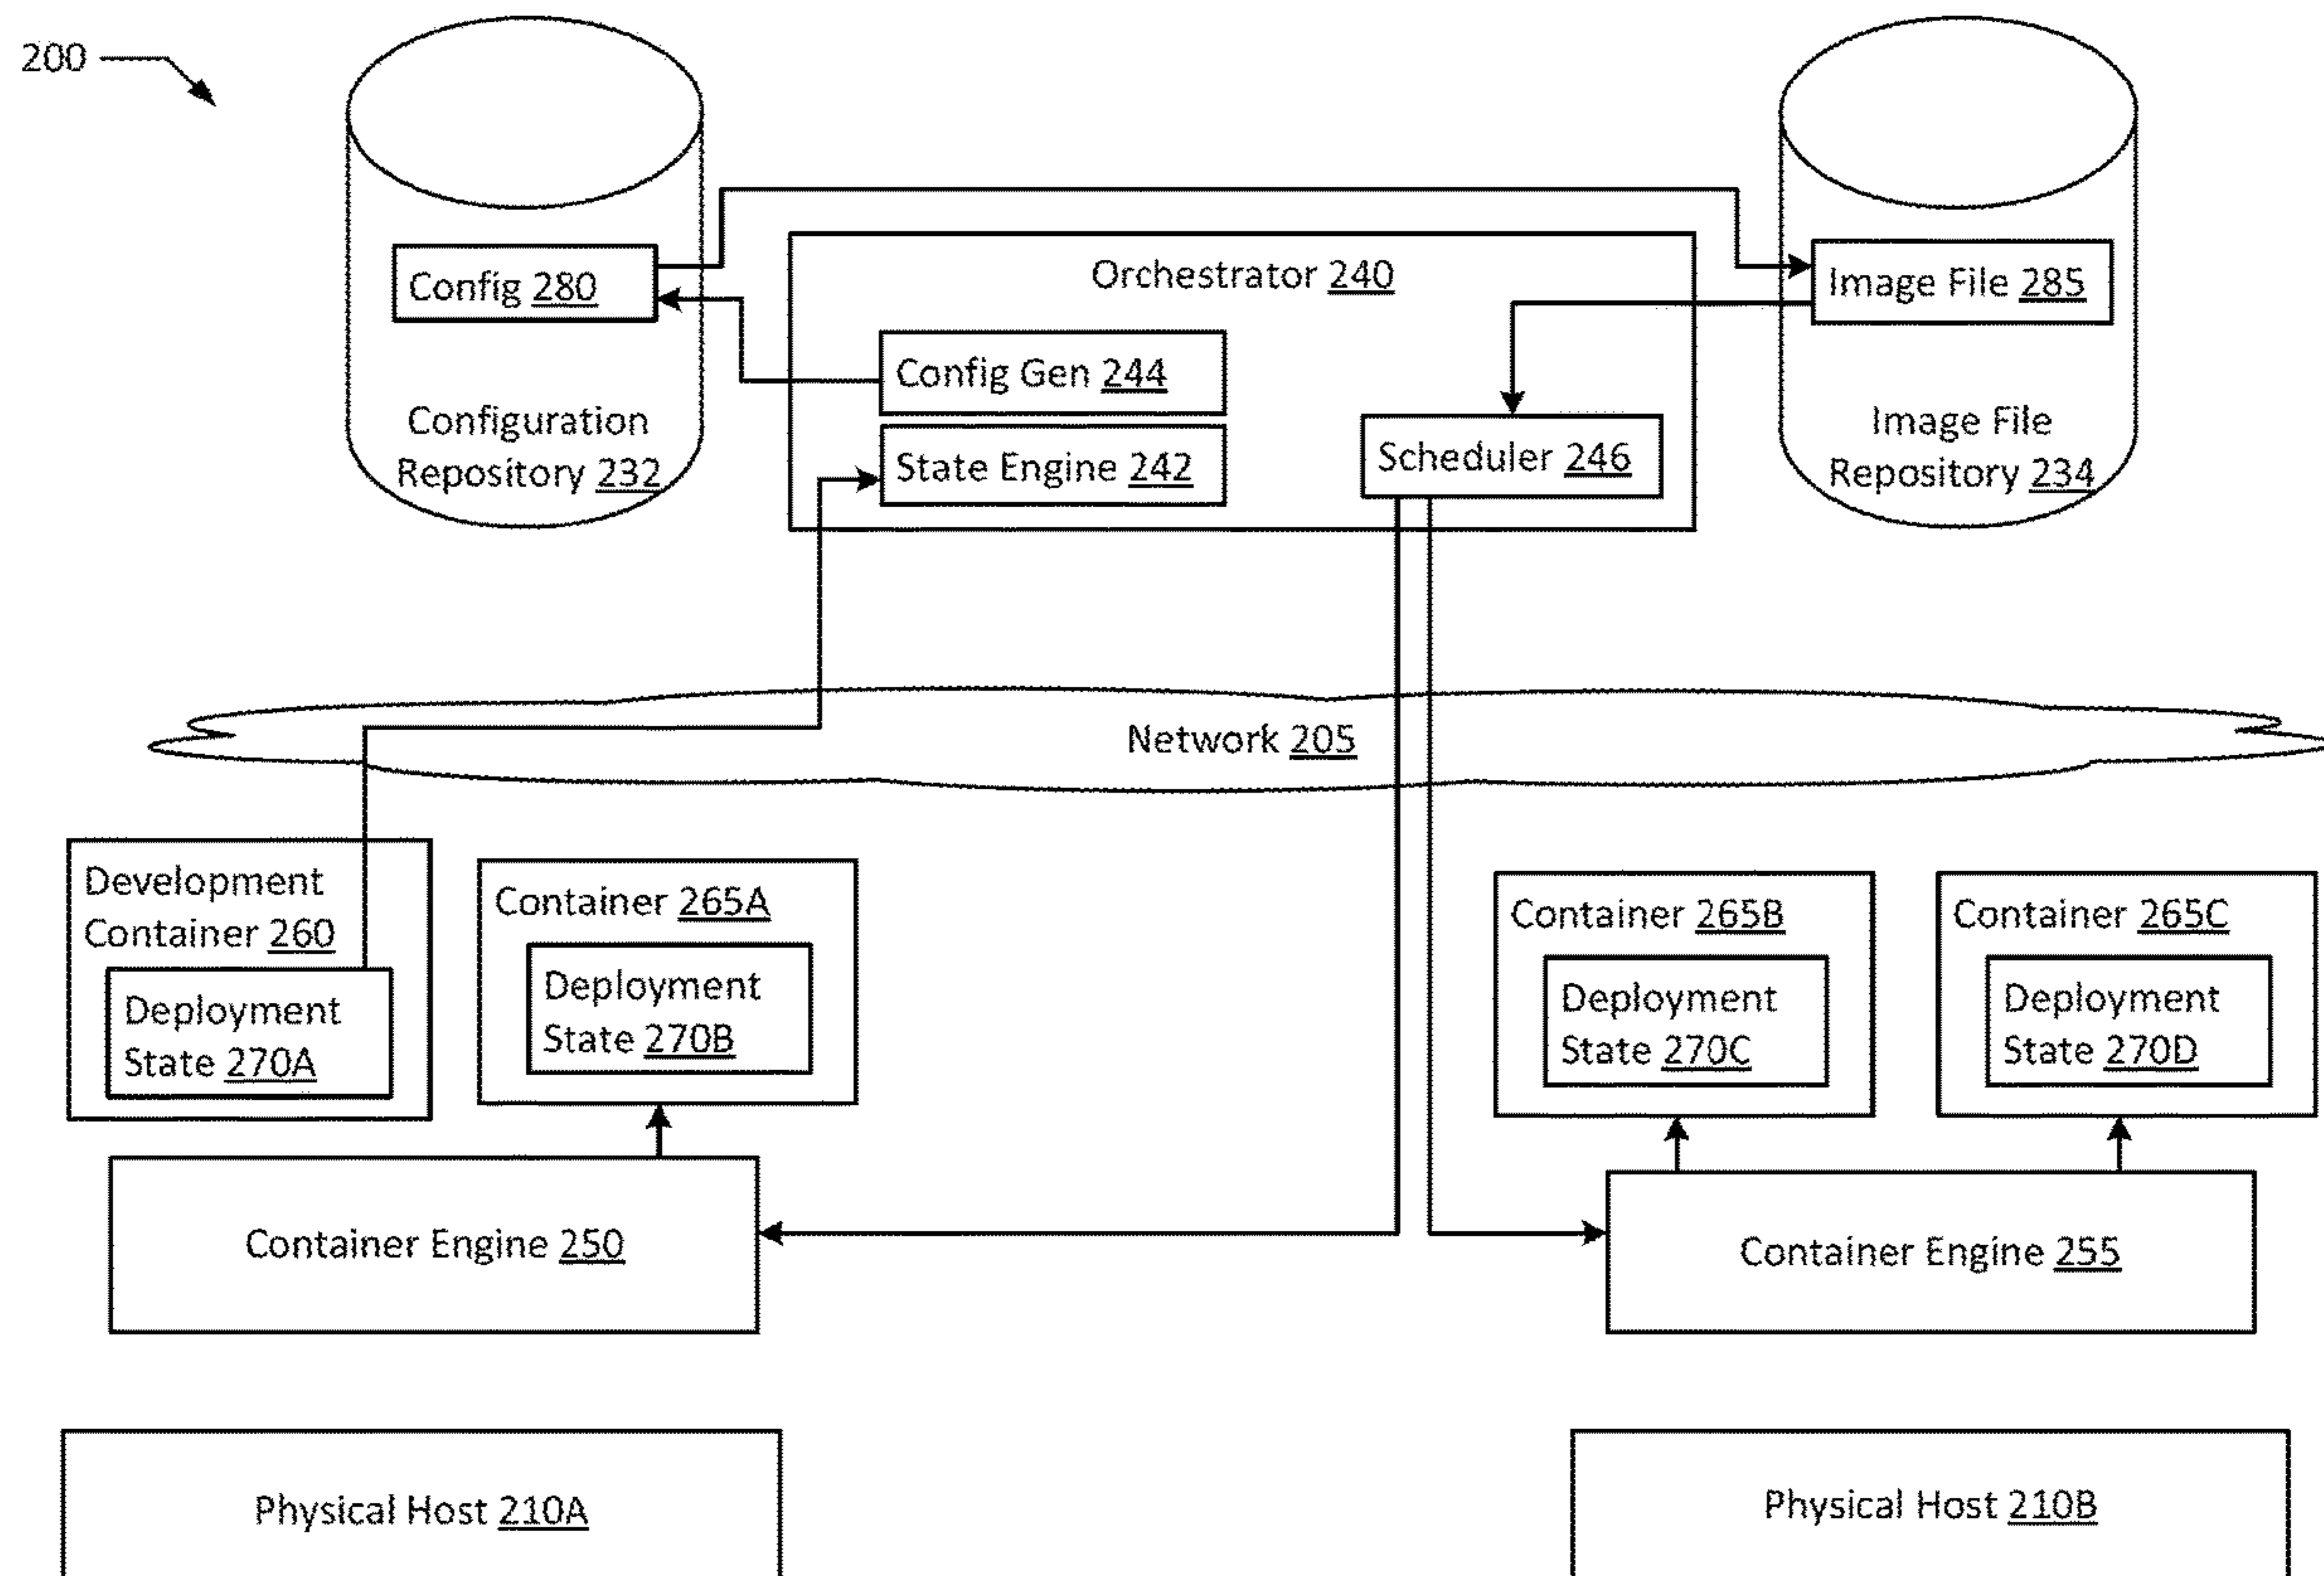 200
Config 280
Configuration
Repository 232
Orchestrator 240
Config Gen 244
State Engine 242
Scheduler 246
Image File 285
Image File
Repository 234
Network 205
Development
Container 260
Deployment
State 270A
Container 265A
Deployment
State 270B
Container 265B
Deployment
State 270C
Container 265C
Deployment
State 270D
Container Engine 250
Container Engine 255
Physical Host 210A
Physical Host 210B